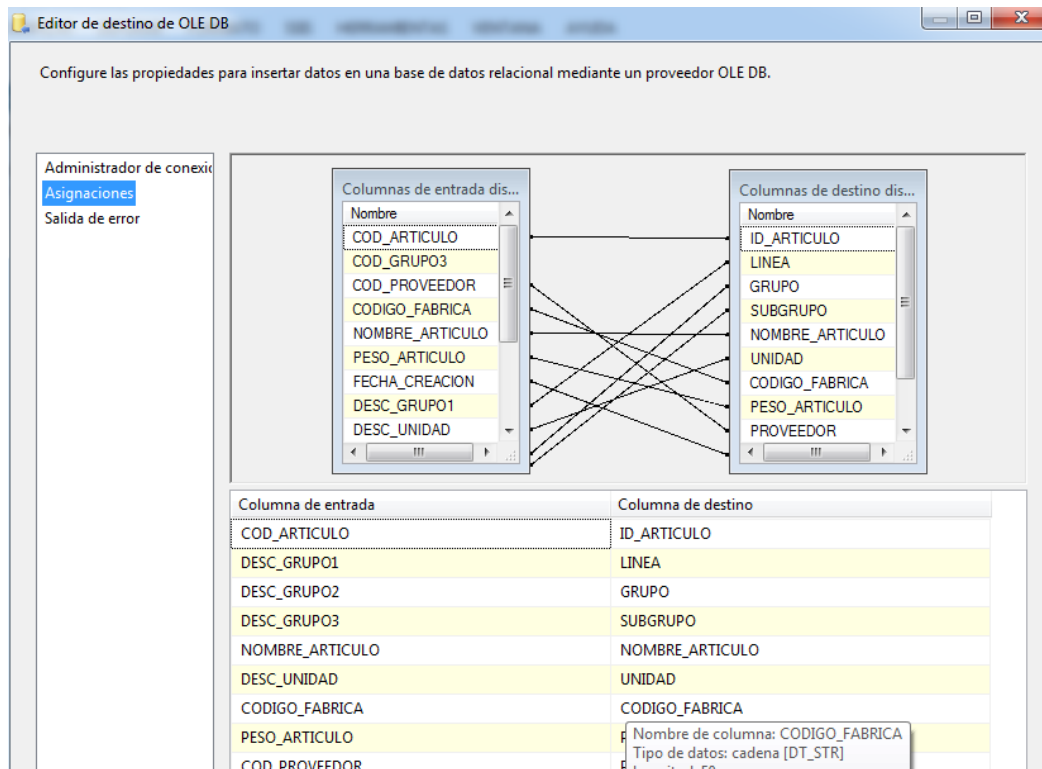 Editor de destino de OLE DB
Configure las propiedades para insertar datos en una base de datos relacional mediante un proveedor OLE DB.
Administrador de conexi
Asignaciones
Salida de error
Columnas de entrada dis...
Nombre
COD_ARTICULO
COD_GRUPO3
COD_PROVEEDOR
CODIGO_FABRICA
NOMBRE_ARTICULO
PESO_ARTICULO
FECHA_CREACION
DESC_GRUPO1
DESC_UNIDAD
Columnas de destino dis...
Nombre
ID_ARTICULO
LINEA
GRUPO
SUBGRUPO
NOMBRE_ARTICULO
UNIDAD
CODIGO_FABRICA
PESO_ARTICULO
PROVEEDOR
Columna de entrada Columna de destino
COD_ARTICULO ID_ARTICULO
DESC_GRUPO1 LINEA
DESC_GRUPO2 GRUPO
DESC_GRUPO3 SUBGRUPO
NOMBRE_ARTICULO NOMBRE_ARTICULO
DESC_UNIDAD UNIDAD
CODIGO_FABRICA CODIGO_FABRICA
PESO_ARTICULO
Nombre de columna: CODIGO_FABRICA
Tipo de datos: cadena [DT_STR]
COD_PROVEEDOR